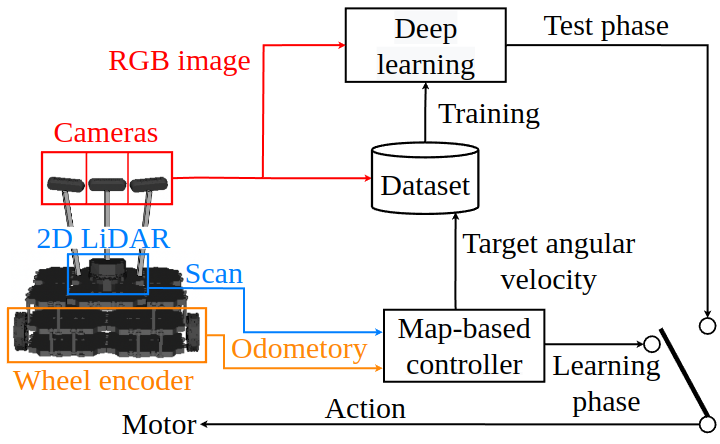 Deep
learning
Test phase
RGB image
Training
Cameras
Dataset
2D LiDAR
Scan
Target angular
velocity
Map-based
controller
Odometory
Wheel encoder
Learning
phase
Action
Motor